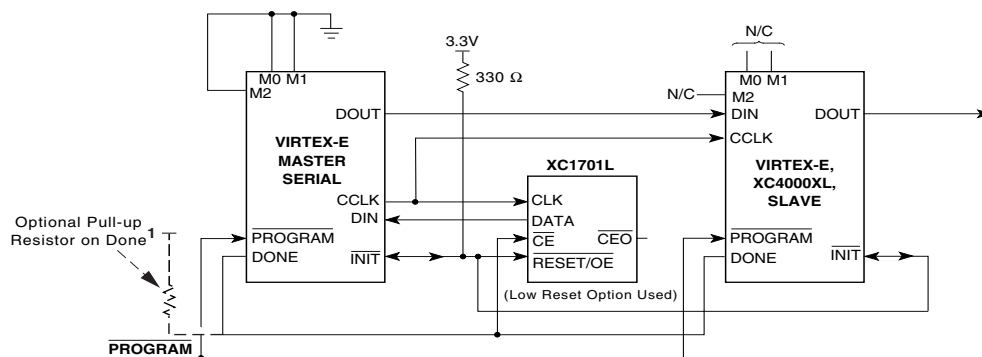 N/C
3.3V
M0 M1
M2
330 Ω
M0 M1
N/C
M2
DOUT
DIN
DOUT
CCLK
VIRTEX-E
MASTER
SERIAL
XC1701L
VIRTEX-E,
XC4000XL,
SLAVE
CCLK
CLK
DIN
DATA
Optional Pull-up
Resistor on Done1
PROGRAM
CE
CEO
PROGRAM
DONE
INIT
RESET/OE
DONE
INIT
(Low Reset Option Used)
PROGRAM